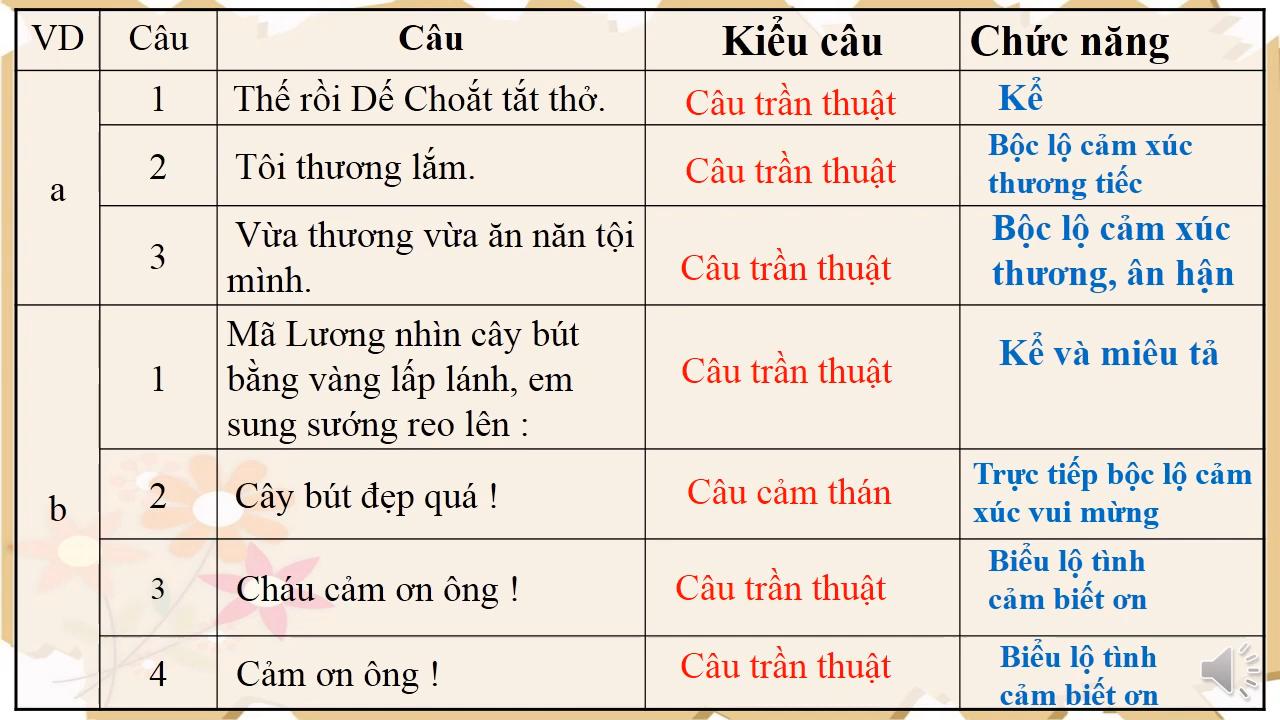 VD Câu Câu Kiểu câu Chức năng
a
1 Thế rồi Dế Choắt tắt thở. Câu trần thuật Kể
2 Tôi thương lắm. Câu trần thuật Bộc lộ cảm xúc
thương tiếc
3 Vừa thương vừa ăn năn tội
mình.
Câu trần thuật
Bộc lộ cảm xúc
thương, ân hận
b
1
Mã Lương nhìn cây bút
bằng vàng lấp lánh, em
sung sướng reo lên :
Câu trần thuật
Kể và miêu tả
2 Cây bút đẹp quá ! Câu cảm thán
Trực tiếp bộc lộ cảm
xúc vui mừng
3 Cháu cảm ơn ông ! Câu trần thuật
Biểu lộ tình
cảm biết ơn
4 Cảm ơn ông ! Câu trần thuật
Biểu lộ tình
cảm biết ơn